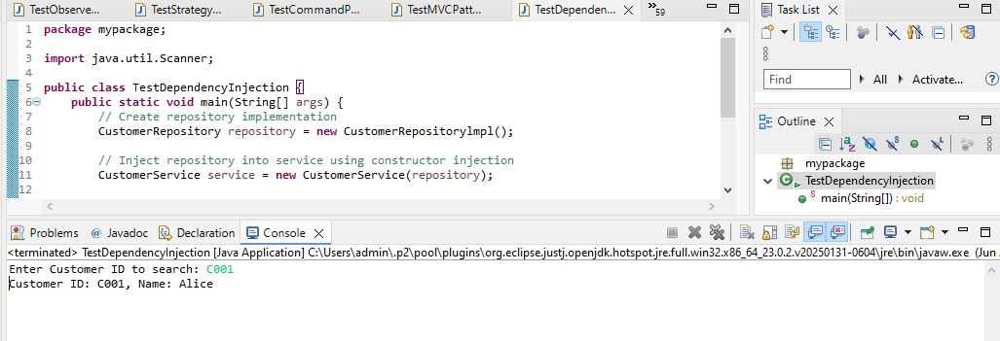 TestObserve... TestStrategy... TestCommandP... TestMVCPatt... TestDependen... »59
1 package mypackage;
2
3 import java.util.Scanner;
4
5 public class TestDependencyInjection {
6 public static void main(String[] args) {
7 // Create repository implementation
8 CustomerRepository repository = new CustomerRepositorylmpl();
9
10 // Inject repository into service using constructor injection
11 CustomerService service = new CustomerService(repository);
12
Task List
Find All Activate...
Outline
mypackage
TestDependencyInjection
main(String[]) : void
Problems @ Javadoc Declaration Console
<terminated> TestDependencyInjection [Java Application] C:\Users\admin\.p2\pool\plugins\org.eclipse.justj.openjdk.hotspot.jre.full.win32.x86_64_23.0.2.v20250131-0604\jre\bin\javaw.exe (Jun
Enter Customer ID to search: C001
Customer ID: C001, Name: Alice